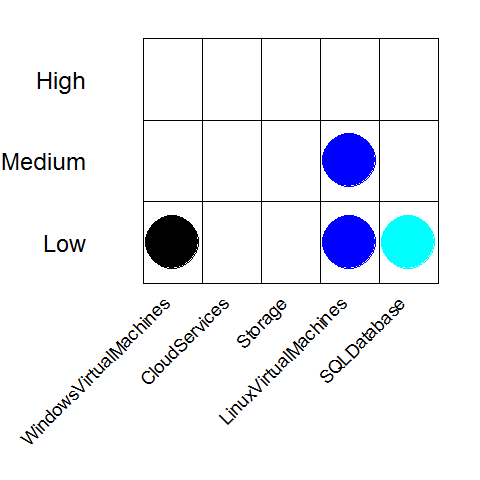 High
Medium
Low
WindowsVirtualMachines
CloudServices
Storage
LinuxVirtualMachines
SQLDatabase